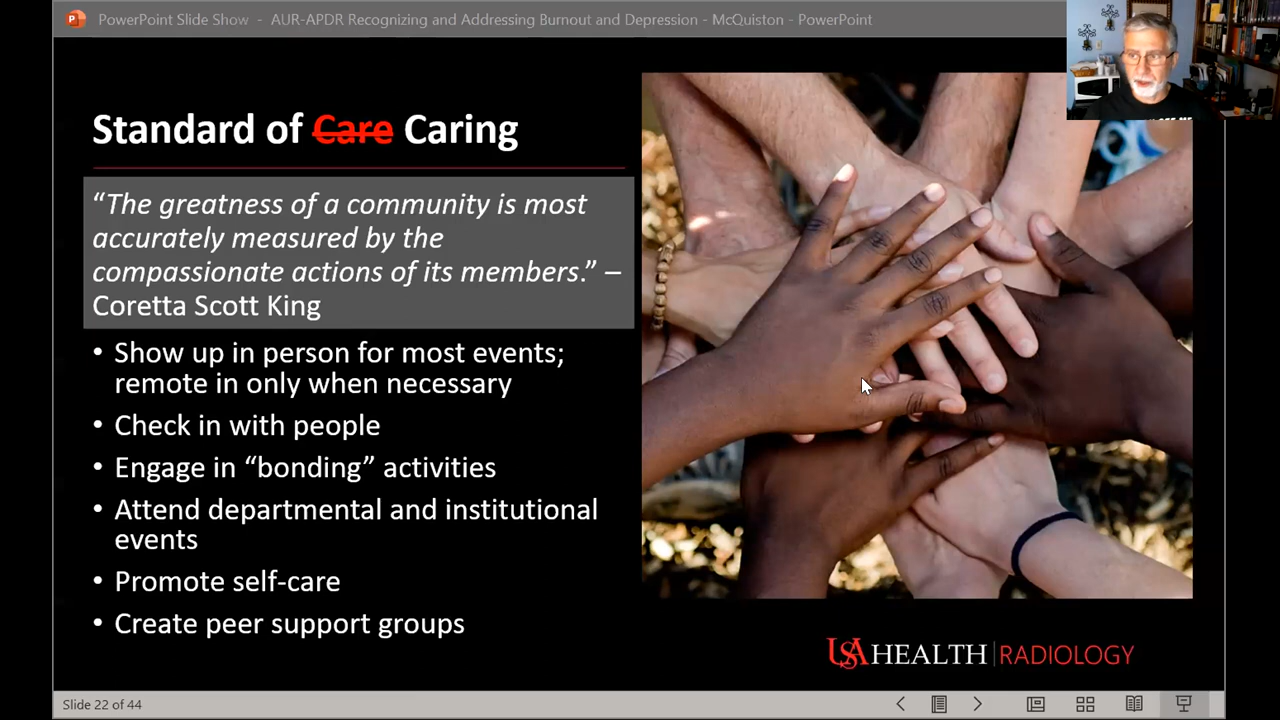 PowerPoint Slide Show - AUR-APDR Recognizing and Addressing Burnout and Depression - McQuiston - PowerPoint
Standard of Care Caring
“The greatness of a community is most
accurately measured by the
compassionate actions of its members.” –
Coretta Scott King
• Show up in person for most events;
remote in only when necessary
• Check in with people
• Engage in “bonding” activities
• Attend departmental and institutional
events
• Promote self-care
• Create peer support groups
USA HEALTH | RADIOLOGY
Slide 22 of 44